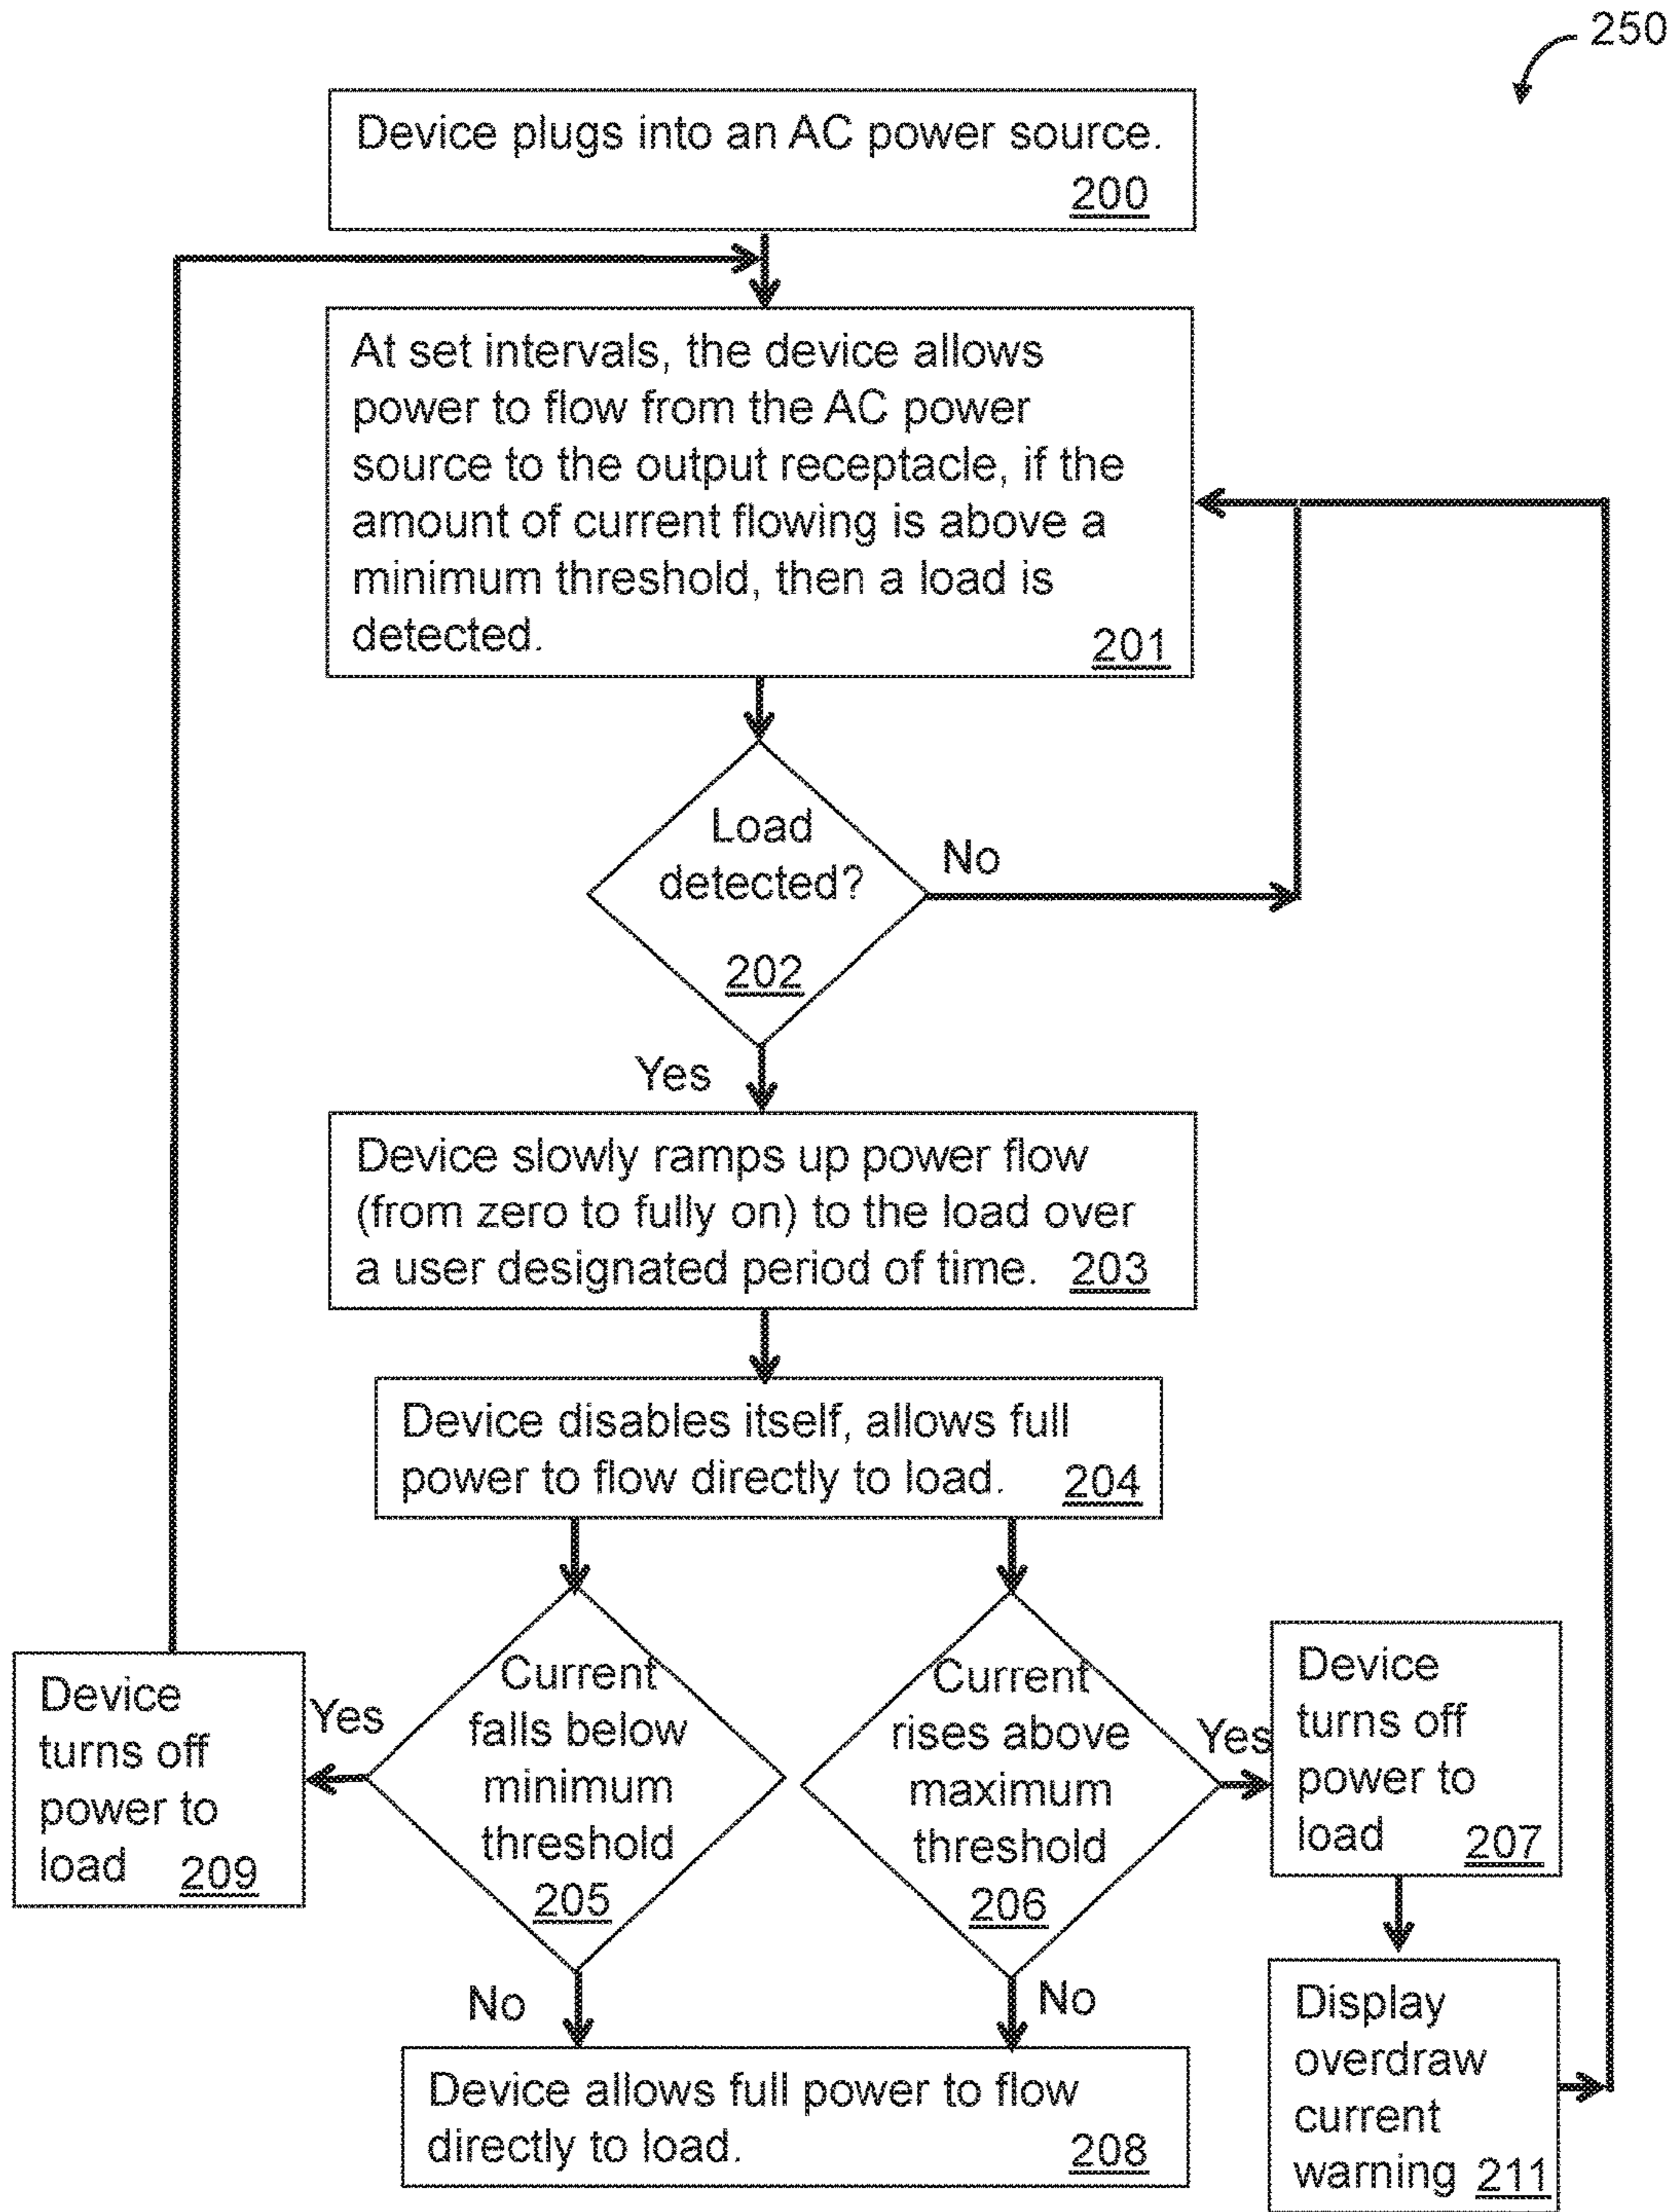 250
Device plugs into an AC power source.
200
At set intervals, the device allows
power to flow from the AC power
source to the output receptacle, if the
amount of current flowing is above a
minimum threshold, then a load is
detected.
201
Load
detected?
202
No
Yes
Device slowly ramps up power flow
(from zero to fully on) to the load over
a user designated period of time. 203
Device disables itself, allows full
power to flow directly to load. 204
Current
falls below
minimum
threshold
205
Yes
No
Device
turns off
power to
load 209
Current
rises above
maximum
threshold
206
Yes
No
Device
turns off
power to
load 207
Display
overdraw
current
warning 211
Device allows full power to flow
directly to load. 208